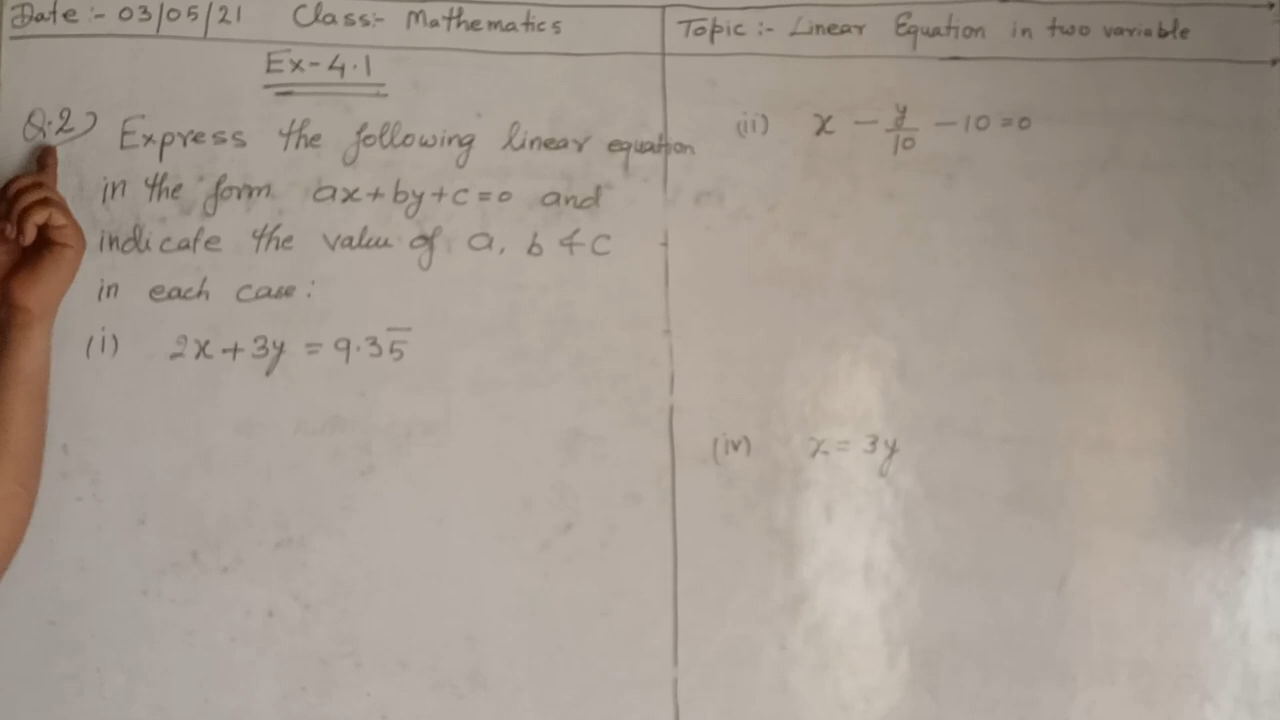 Date :- 03/05/21 Class:- Mathematics
Topic :- Linear Equation in two variable
Ex-4.1
Q.2) Express the following linear equation
in the form ax+by+c=0 and
indicate the value of a, b & c
in each case:
(i) 2x+3y = 9.35̅
(ii) x - y/10 - 10 = 0
(iv) x = 3y